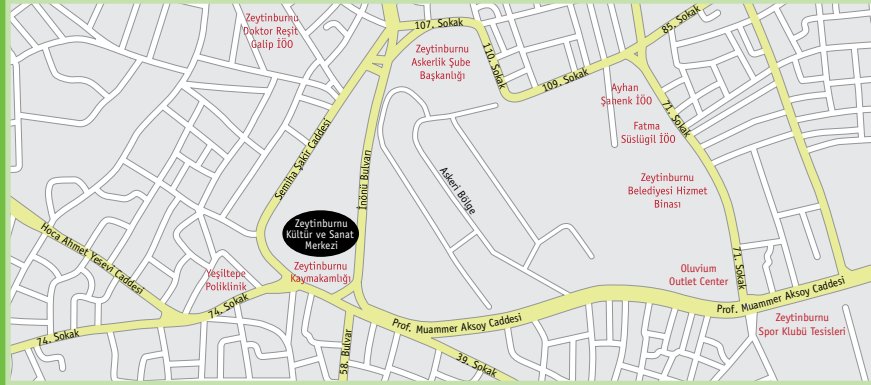 Zeytinburnu
Doktor Reşit
Galip İÖO
107. Sokak
85. Sokak
Zeytinburnu
Askerlik Şube
Başkanlığı
110. Sokak
109. Sokak
Ayhan
Şahenk İÖO
71. Sokak
Fatma
Süslügil İÖO
Semiha Şakir Caddesi
İnönü Bulvarı
Askeri Bölge
Zeytinburnu
Belediyesi Hizmet
Binası
Zeytinburnu
Kültür ve Sanat
Merkezi
Hoca Ahmet Yesevi Caddesi
Yeşiltepe
Poliklinik
Zeytinburnu
Kaymakamlığı
71. Sokak
Oluvium
Outlet Center
74. Sokak
74. Sokak
58. Bulvar
Prof. Muammer Aksoy Caddesi
Prof. Muammer Aksoy Caddesi
39. Sokak
Zeytinburnu
Spor Klubü Tesisleri